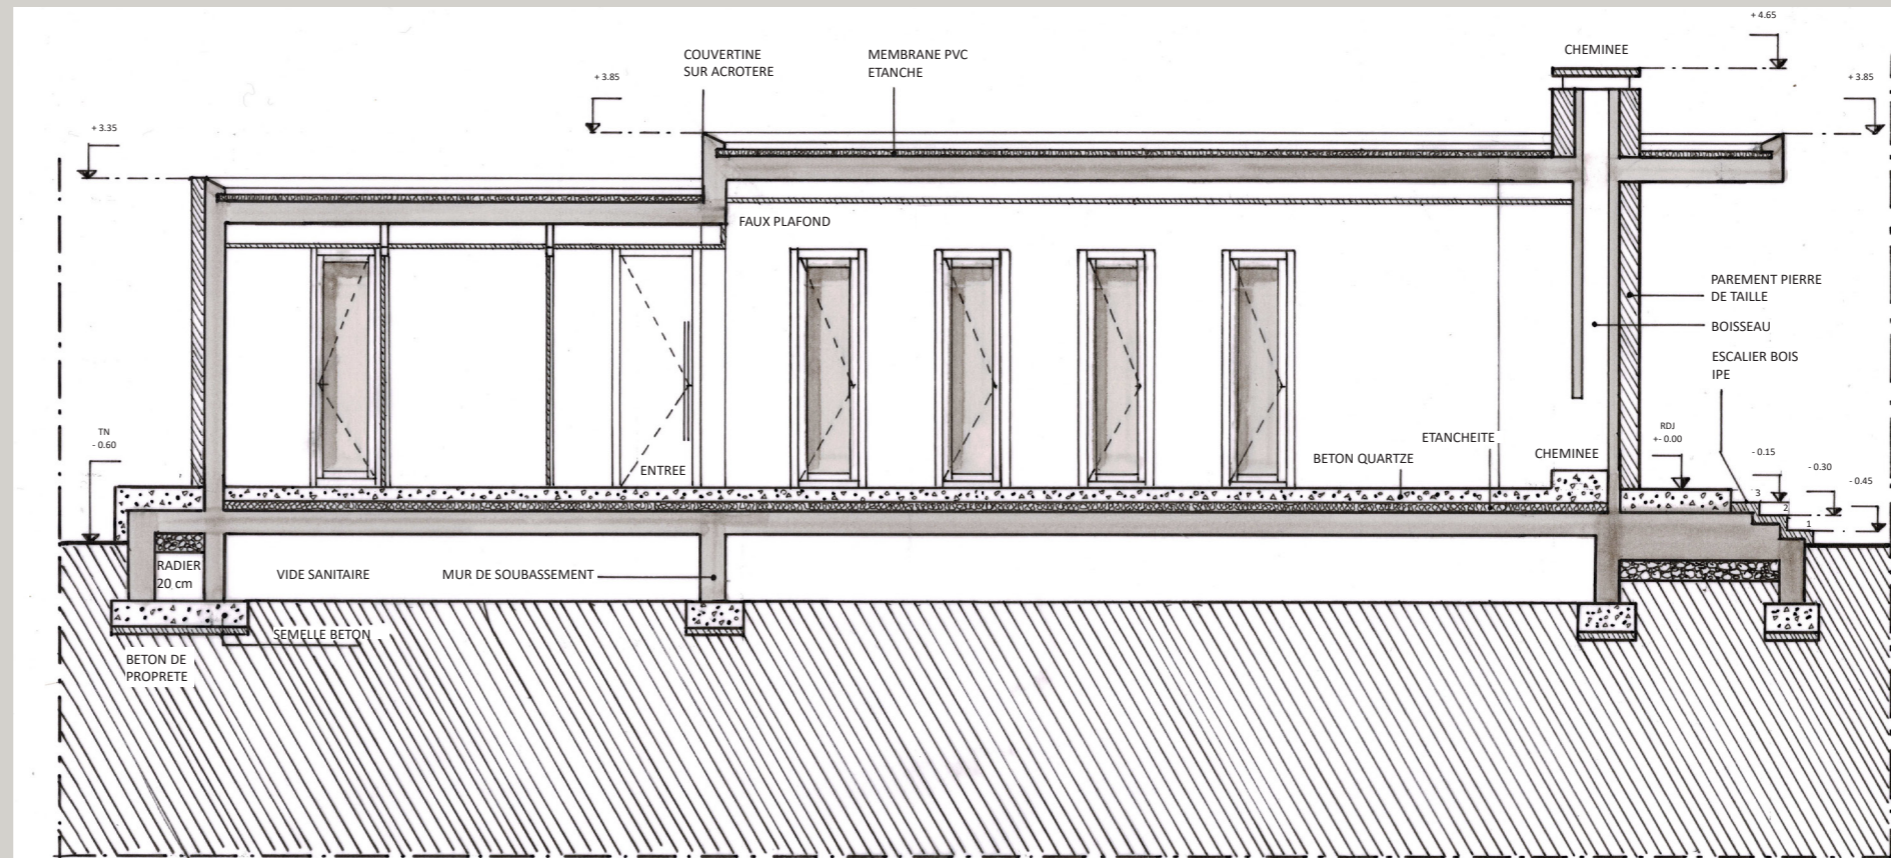 + 4.65
CHEMINEE
COUVERTINE
SUR ACROTERE
MEMBRANE PVC
ETANCHE
+ 3.85
+ 3.85
+ 3.35
FAUX PLAFOND
PAREMENT PIERRE
DE TAILLE
BOISSEAU
ESCALIER BOIS
IPE
TN
- 0.60
RDJ
+- 0.00
ETANCHEITE
BETON QUARTZE
CHEMINEE
ENTREE
- 0.15
- 0.30
- 0.45
3
2
1
RADIER
20 cm
VIDE SANITAIRE
MUR DE SOUBASSEMENT
SEMELLE BETON
BETON DE
PROPRETE